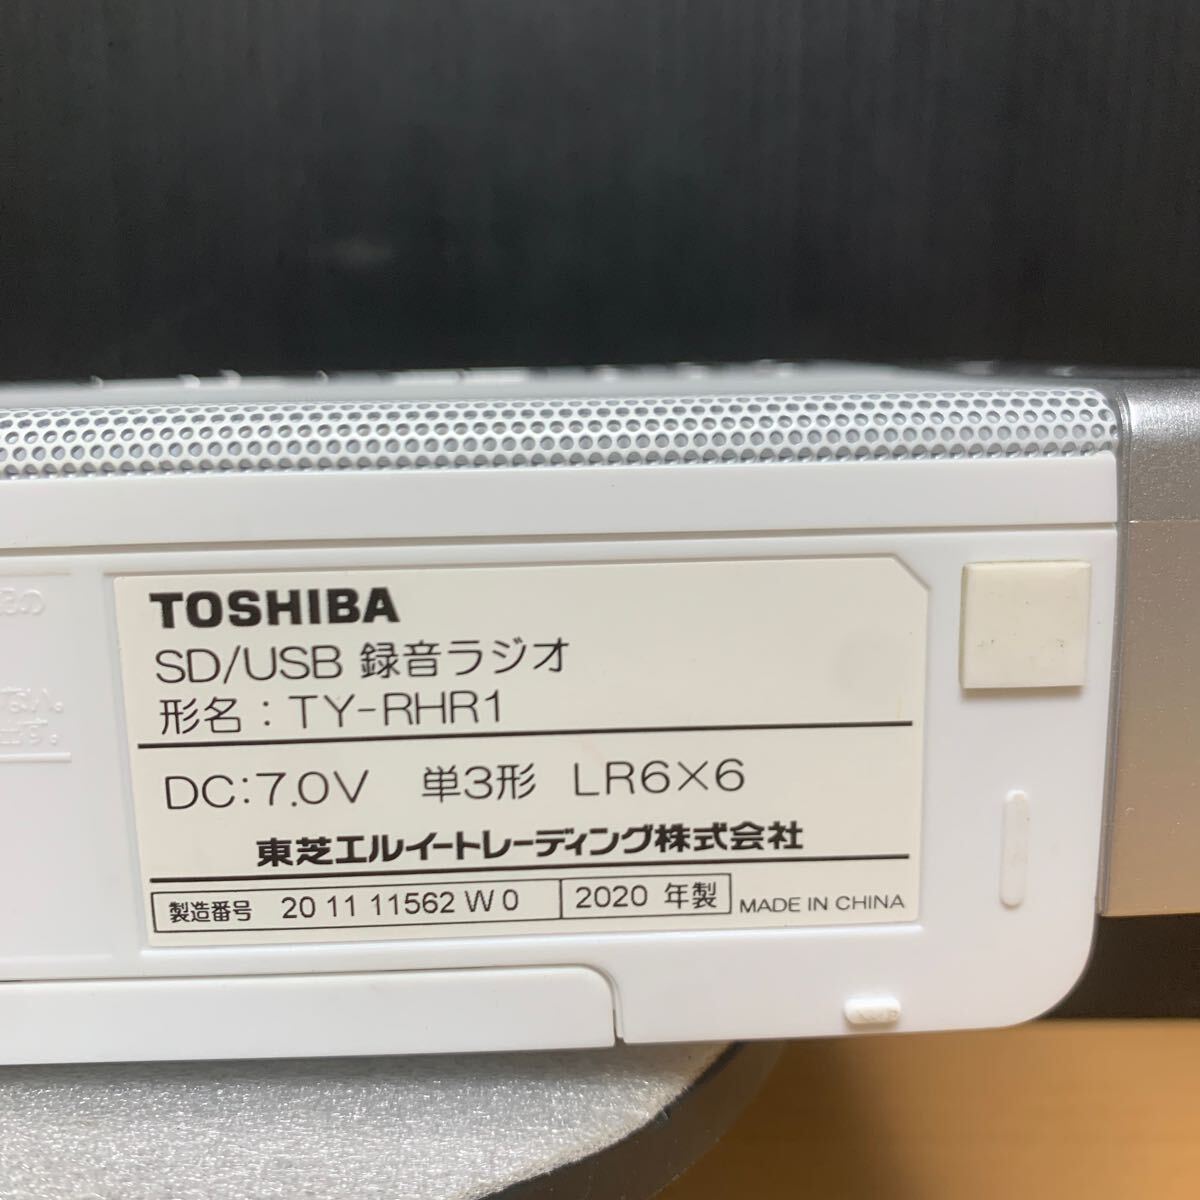 TOSHIBA
SD/USB 録音ラジオ
形名：TY-RHR1
DC:7.0V 単3形 LR6×6
東芝エルイートレーディング株式会社
製造番号 20 11 11562 W 0 2020 年製 MADE IN CHINA